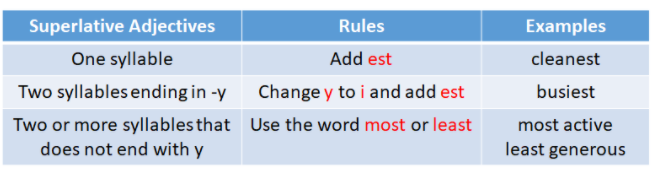 Superlative Adjectives Rules Examples
One syllable Add est cleanest
Two syllables ending in -y Change y to i and add est busiest
Two or more syllables that Use the word most or least most active
does not end with y least generous